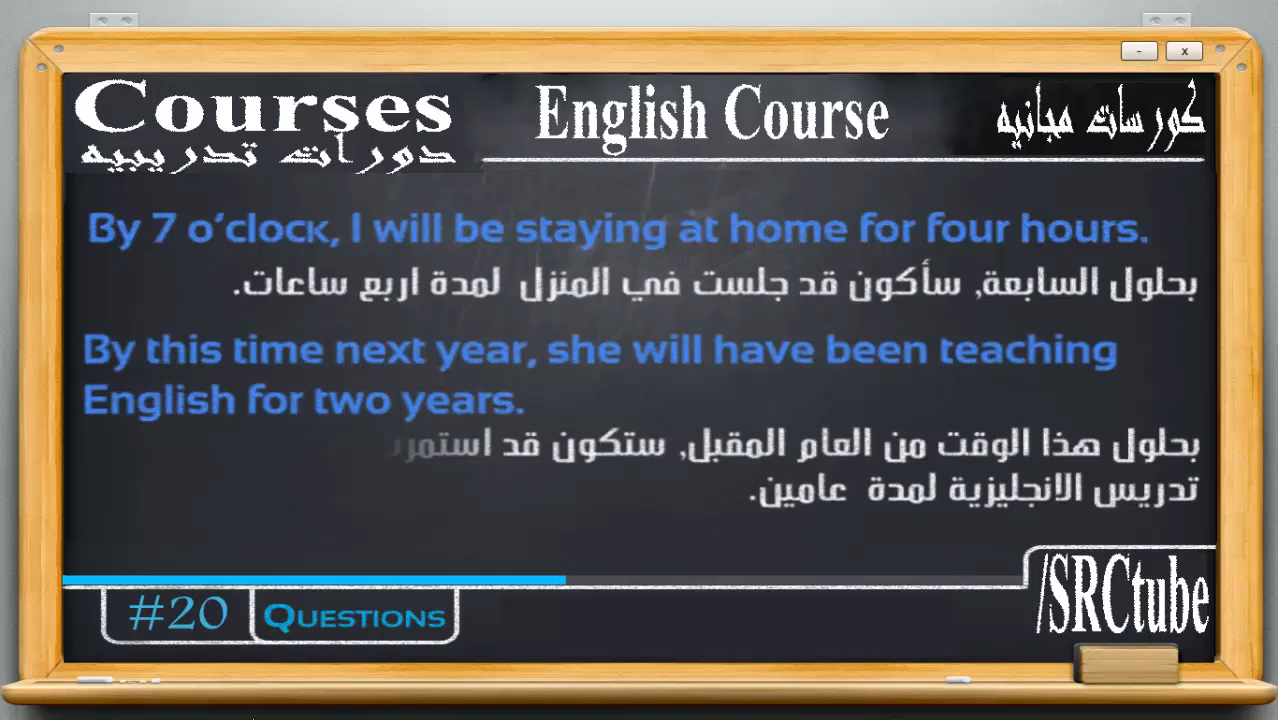 - x
Courses
دورات تدريبيه
English Course
كورسات مجانيه
By 7 o'clock, I will be staying at home for four hours.
بحلول السابعة, سأكون قد جلست في المنزل لمدة اربع ساعات.
By this time next year, she will have been teaching
English for two years.
بحلول هذا الوقت من العام المقبل, ستكون قد
تدريس الانجليزية لمدة عامين.
#20 Questions
/SRCtube